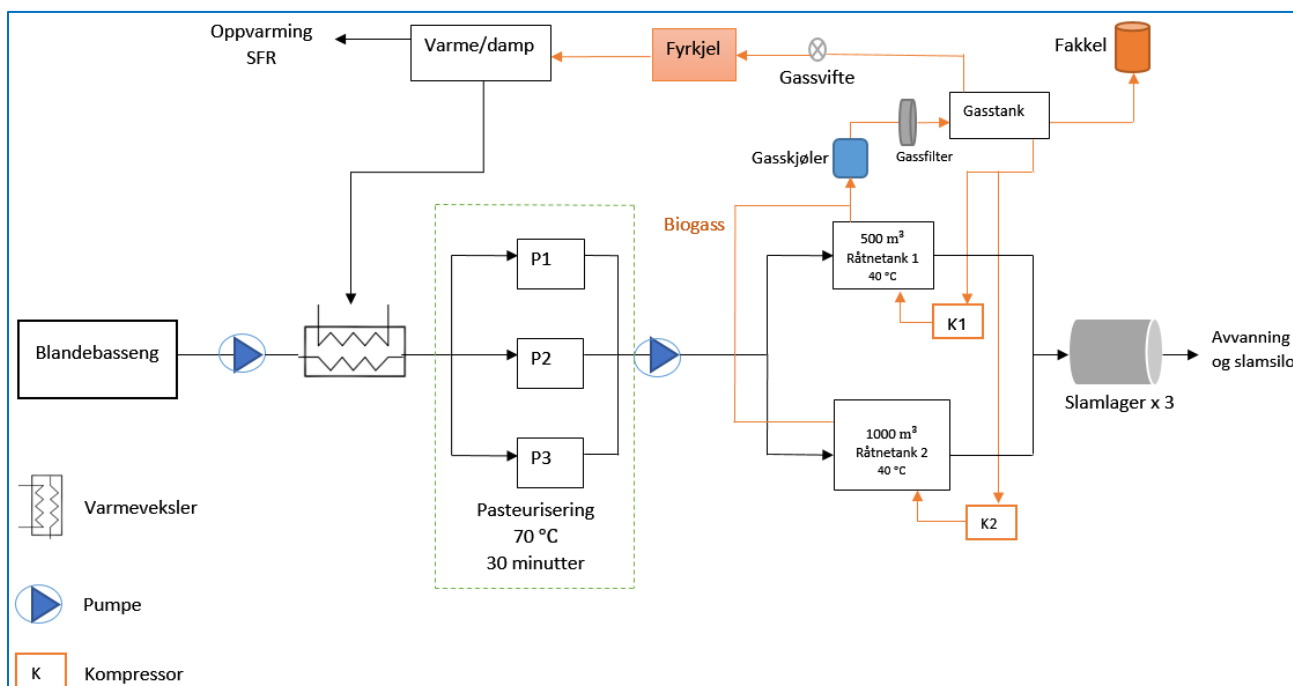 Oppvarming
SFR
Varme/damp
Fyrkjel
Gassvifte
Fakkel
Gasstank
Gasskjøler
Gassfilter
Biogass
500 m³
Råtnetank 1
40 °C
K1
P1
P2
P3
Blandebasseng
Pasteurisering
70 °C
30 minutter
1000 m³
Råtnetank 2
40 °C
K2
Slamlager x 3
Avvanning
og slamsilo
Varmeveksler
Pumpe
K
Kompressor